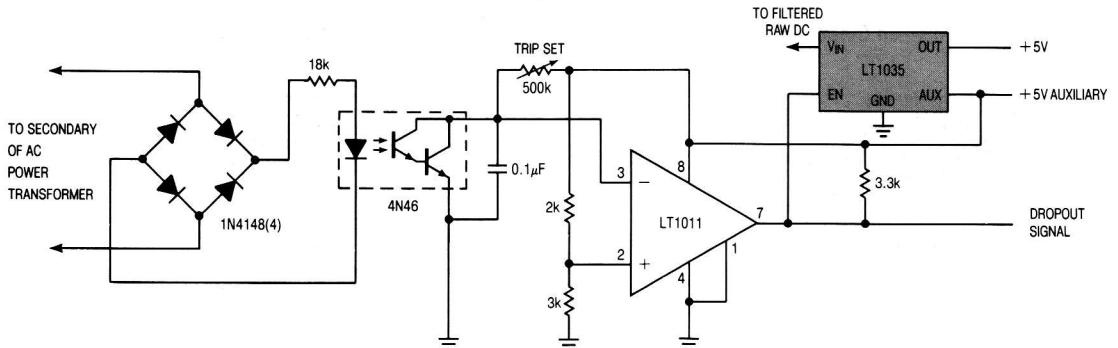 TO FILTERED
RAW DC
VIN
OUT
+5V
LT1035
EN
AUX
+5V AUXILIARY
GND
TRIP SET
500k
18k
TO SECONDARY
OF AC
POWER
TRANSFORMER
1N4148(4)
4N46
0.1µF
3
−
8
2k
LT1011
7
3.3k
DROPOUT
SIGNAL
2
+
1
4
3k